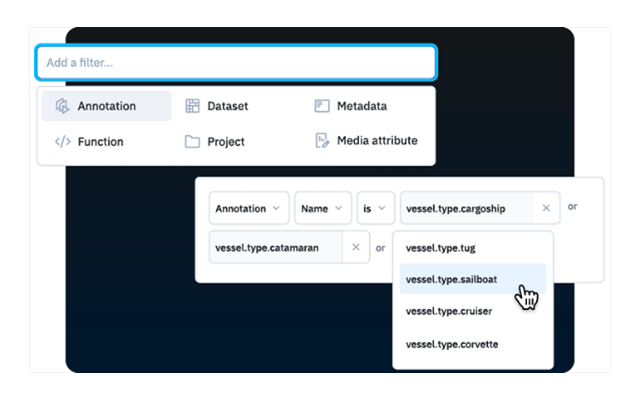 Add a filter...
Annotation Dataset Metadata
</> Function Project Media attribute
Annotation Name is vessel.type.cargoship × or
vessel.type.catamaran × or
vessel.type.tug
vessel.type.sailboat
vessel.type.cruiser
vessel.type.corvette